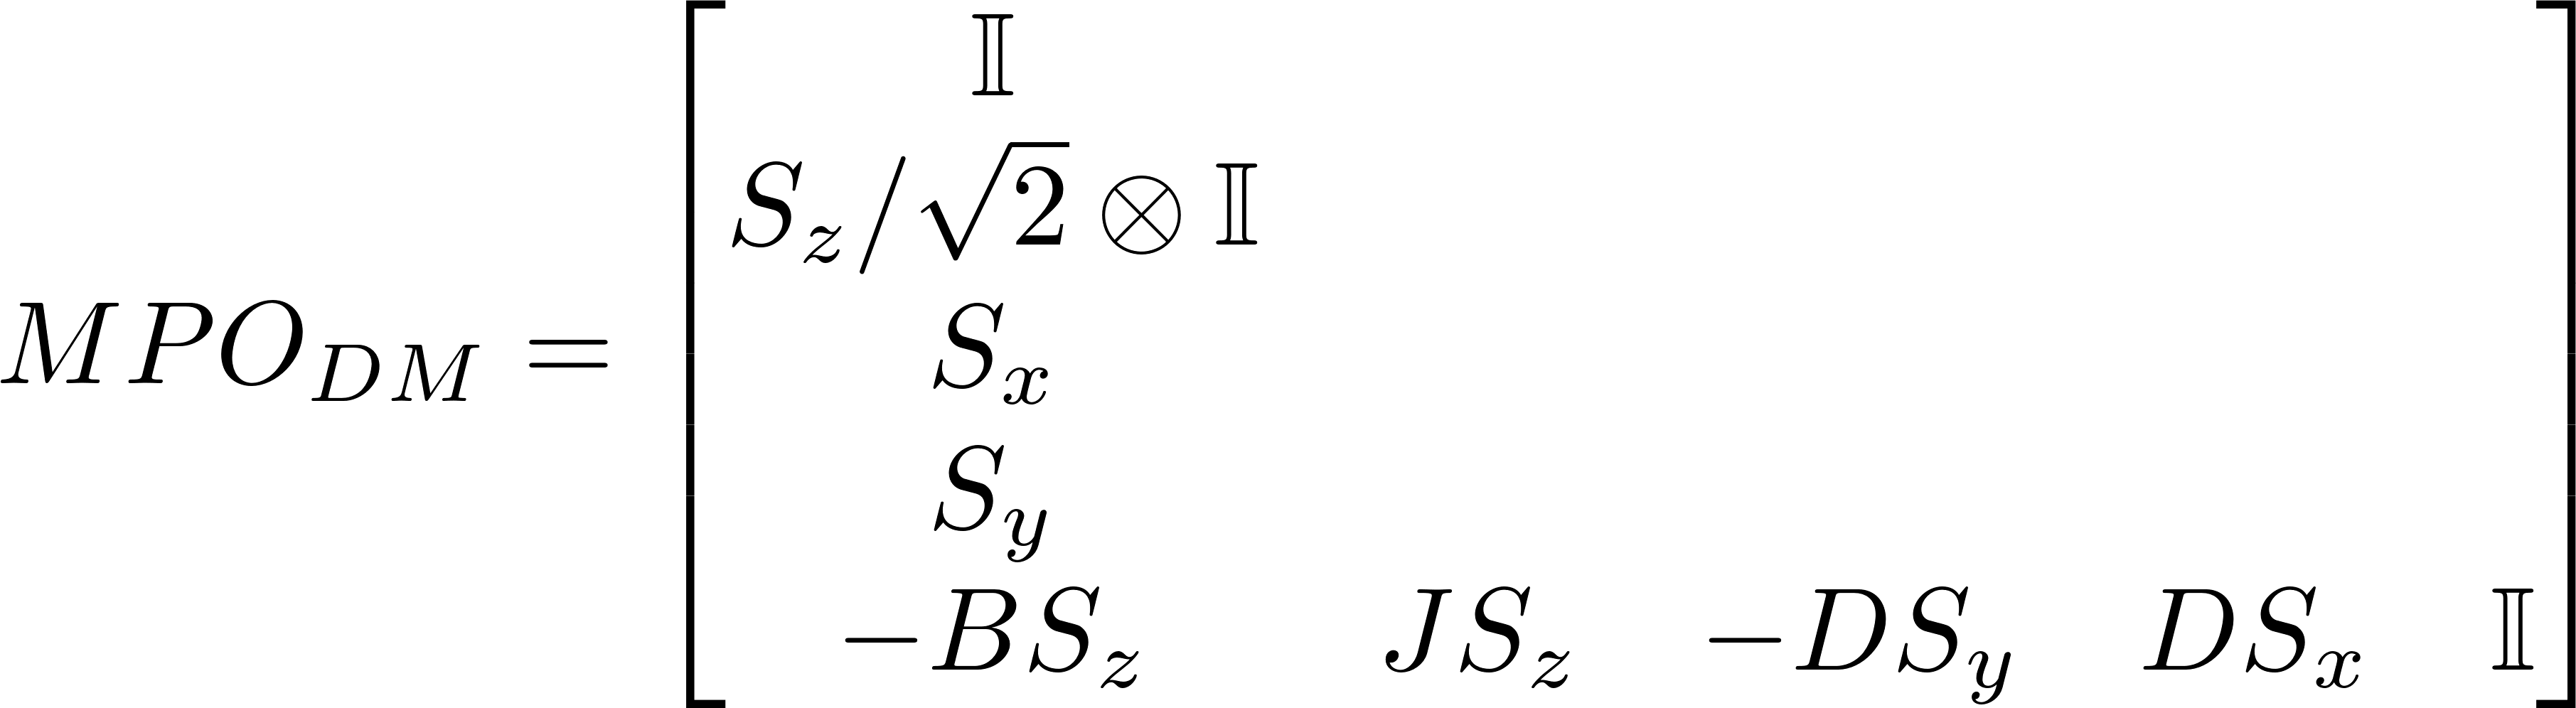 𝕀
S_z/√2 ⊗ 𝕀
S_x
MPO_{DM} =
S_y
−BS_z JS_z −DS_y DS_x 𝕀